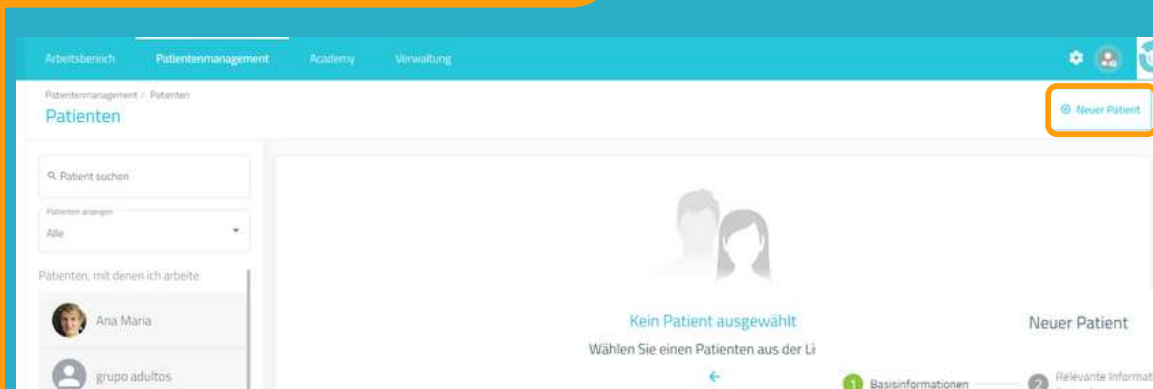 Arbeitsbereich Patientenmanagement Academy Verwaltung
Patientenmanagement / Patienten
Patienten
Neuer Patient
Patient suchen
Patienten anzeigen
Alle
Patienten, mit denen ich arbeite
Ana Maria
grupo adultos
Kein Patient ausgewählt
Wählen Sie einen Patienten aus der Li
Neuer Patient
1 Basisinformationen
2 Relevante Informat